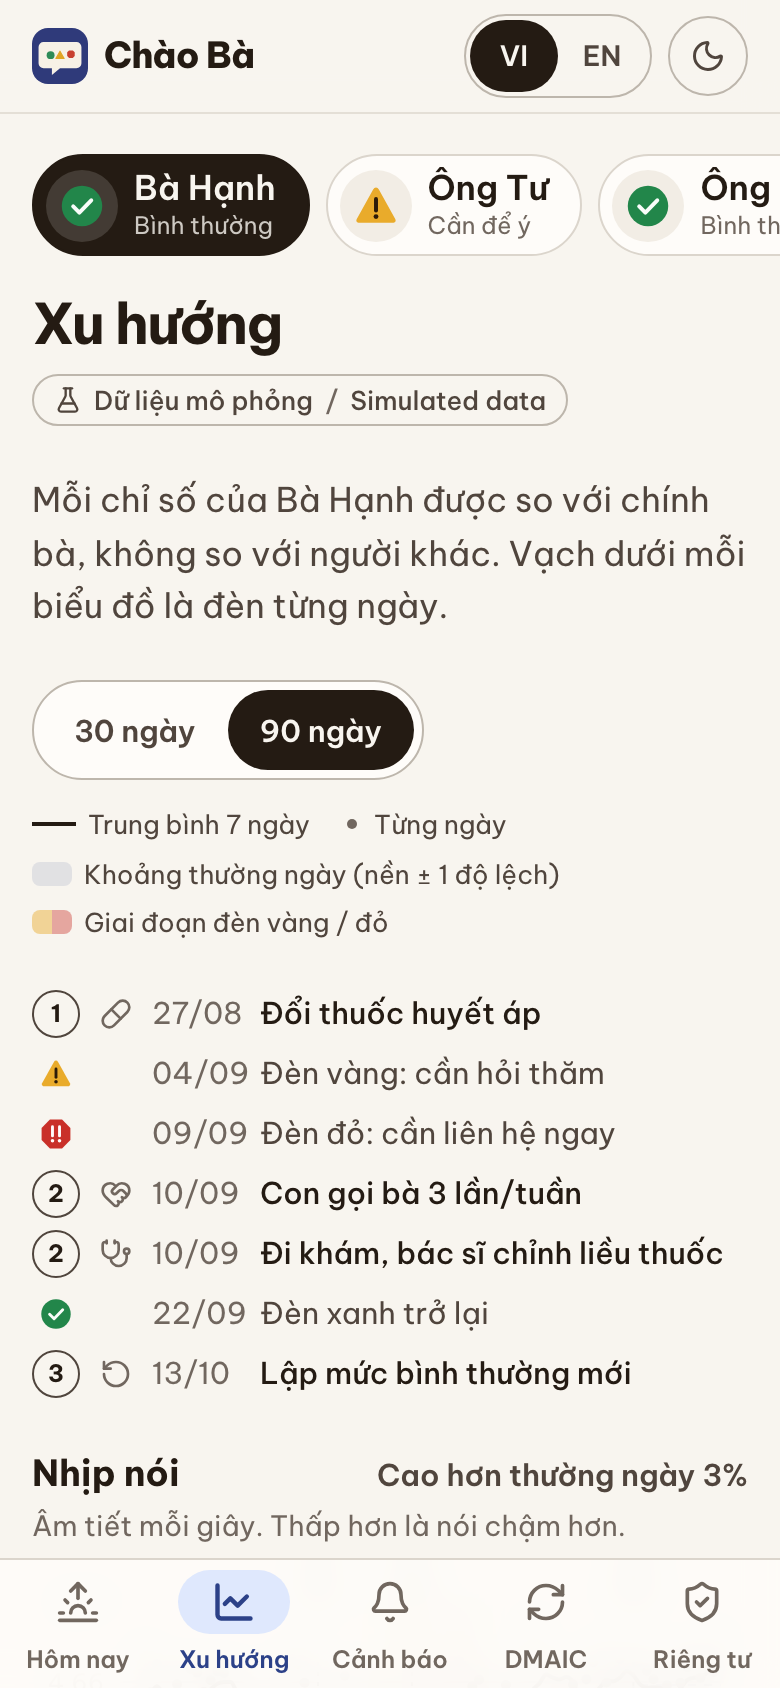 Chào Bà
VI EN
Bà Hạnh
Bình thường
Ông Tư
Cần để ý
Ông
Bình th
Xu hướng
Dữ liệu mô phỏng / Simulated data
Mỗi chỉ số của Bà Hạnh được so với chính
bà, không so với người khác. Vạch dưới mỗi
biểu đồ là đèn từng ngày.
30 ngày 90 ngày
Trung bình 7 ngày Từng ngày
Khoảng thường ngày (nền ± 1 độ lệch)
Giai đoạn đèn vàng / đỏ
1 27/08 Đổi thuốc huyết áp
04/09 Đèn vàng: cần hỏi thăm
09/09 Đèn đỏ: cần liên hệ ngay
2 10/09 Con gọi bà 3 lần/tuần
2 10/09 Đi khám, bác sĩ chỉnh liều thuốc
22/09 Đèn xanh trở lại
3 13/10 Lập mức bình thường mới
Nhịp nói Cao hơn thường ngày 3%
Âm tiết mỗi giây. Thấp hơn là nói chậm hơn.
Hôm nay Xu hướng Cảnh báo DMAIC Riêng tư